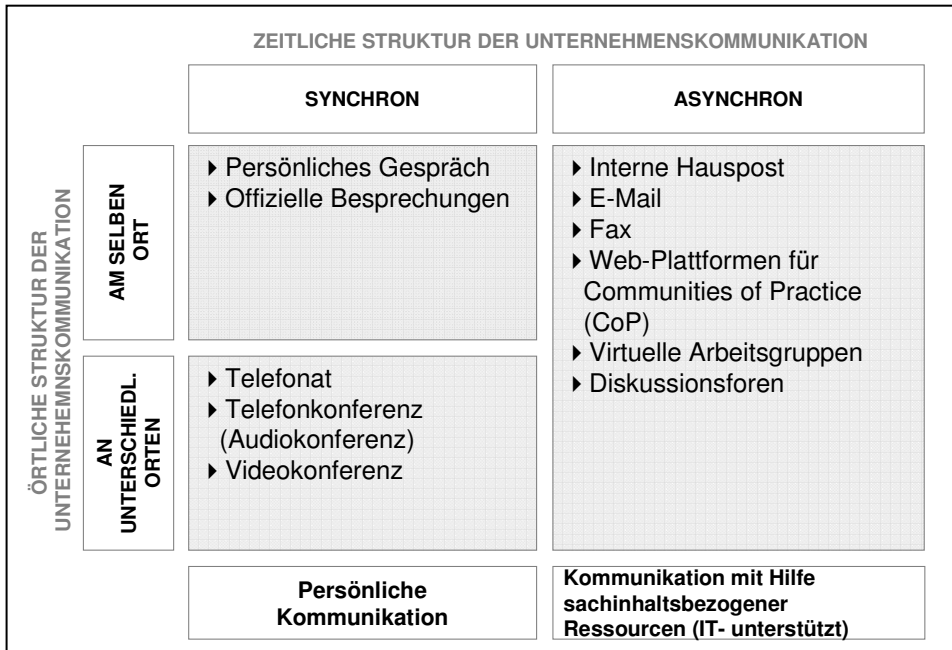 ZEITLICHE STRUKTUR DER UNTERNEHMENSKOMMUNIKATION
SYNCHRON
ASYNCHRON
ÖRTLICHE STRUKTUR DER
UNTERNEHEMNSKOMMUNIKATION
AM SELBEN
ORT
Persönliches Gespräch
Offizielle Besprechungen
Interne Hauspost
E-Mail
Fax
Web-Plattformen für
Communities of Practice
(CoP)
Virtuelle Arbeitsgruppen
Diskussionsforen
AN
UNTERSCHIEDL.
ORTEN
Telefonat
Telefonkonferenz
(Audiokonferenz)
Videokonferenz
Persönliche
Kommunikation
Kommunikation mit Hilfe
sachinhaltsbezogener
Ressourcen (IT- unterstützt)